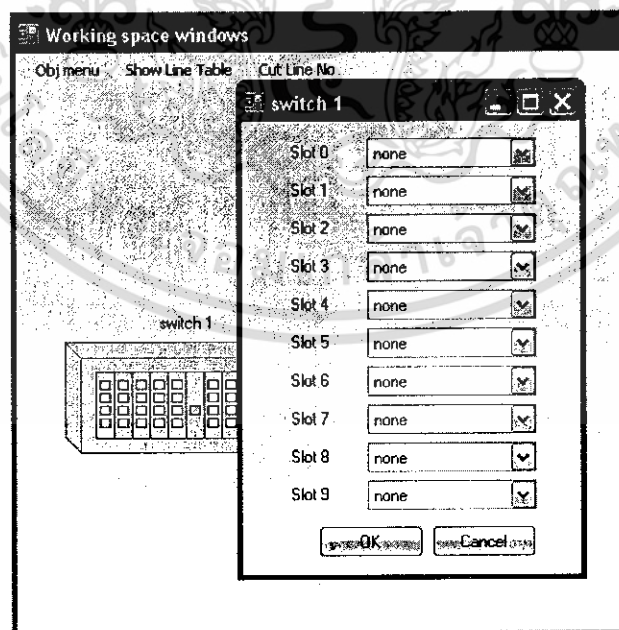 Working space windows
Obj menu Show Line Table Cut Line No.
switch 1
Slot 0 none
Slot 1 none
Slot 2 none
Slot 3 none
Slot 4 none
switch 1
Slot 5 none
Slot 6 none
Slot 7 none
Slot 8 none
Slot 9 none
OK Cancel